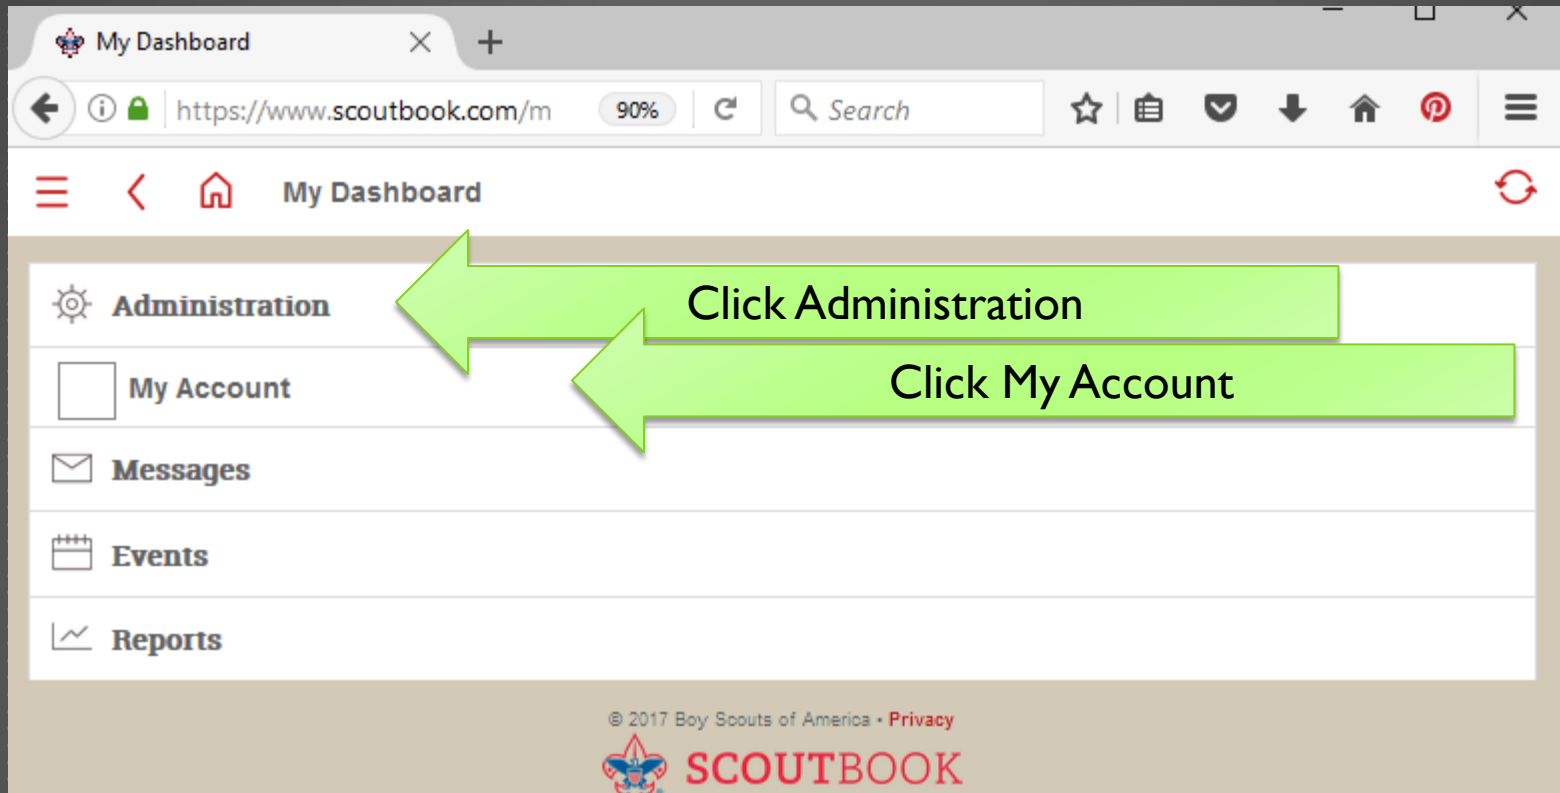 My Dashboard
https://www.scoutbook.com/m 90% Search
My Dashboard
Administration Click Administration
My Account Click My Account
Messages
Events
Reports
© 2017 Boy Scouts of America • Privacy
SCOUTBOOK